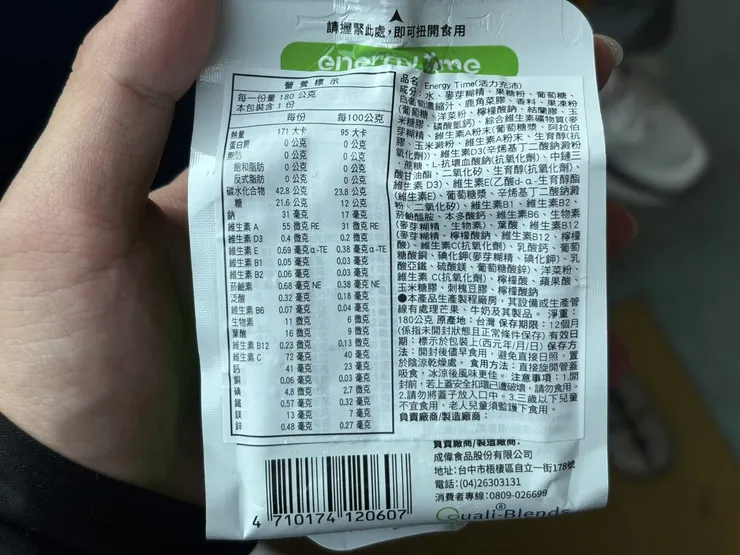 請握緊此處,即可扭開食用
energy time
營養標示
每一份量 180 公克
本包裝含 1 份
每份 每100公克
熱量 171 大卡 95 大卡
蛋白質 0 公克 0 公克
脂肪 0 公克 0 公克
飽和脂肪 0 公克 0 公克
反式脂肪 0 公克 0 公克
碳水化合物 42.8 公克 23.8 公克
糖 21.6 公克 12 公克
鈉 31 毫克 17 毫克
維生素 A 55 微克 RE 31 微克 RE
維生素 D3 0.4 微克 0.2 微克
維生素 E 0.69 毫克α-TE 0.38 毫克α-TE
維生素 B1 0.05 毫克 0.03 毫克
維生素 B2 0.06 毫克 0.03 毫克
菸鹼素 0.68 毫克 NE 0.38 毫克 NE
泛酸 0.32 毫克 0.18 毫克
維生素 B6 0.07 毫克 0.04 毫克
生物素 11 微克 6 微克
葉酸 16 微克 9 微克
維生素 B12 0.23 微克 0.13 微克
維生素 C 72 毫克 40 毫克
鈣 41 毫克 23 毫克
銅 0.06 毫克 0.03 毫克
碘 4.8 微克 2.7 微克
鐵 0.57 毫克 0.32 毫克
鎂 13 毫克 7 毫克
鋅 0.48 毫克 0.27 毫克
品名:Energy Time(活力充沛)
成分:水、麥芽糊精、果糖粉、葡萄糖、
白葡萄濃縮汁、鹿角菜膠、香料、果凍粉
(葡萄糖、洋菜粉、檸檬酸鈉、結蘭膠、玉
米糖膠、磷酸氫鈣)、綜合維生素礦物質(麥
芽糊精、維生素A粉末(葡萄糖漿、阿拉伯
膠、玉米澱粉、維生素A粉末、生育醇(抗
氧化劑))、維生素D3(辛烯基丁二酸鈉澱粉
、蔗糖、L-抗壞血酸鈉(抗氧化劑)、中鏈三
酸甘油酯、二氧化矽、生育醇(抗氧化劑)、
維生素 D3)、維生素E(乙酸d-α-生育醇酯
(維生素E)、葡萄糖漿、辛烯基丁二酸鈉澱
粉、二氧化矽)、維生素B1、維生素B2、
菸鹼醯胺、本多酸鈣、維生素B6、生物素
(麥芽糊精、生物素)、葉酸、維生素B12
(麥芽糊精、檸檬酸鈉、維生素B12、檸檬
酸)、維生素C(抗氧化劑)、乳酸鈣、葡萄
糖酸銅、碘化鉀(麥芽糊精、碘化鉀)、乳
酸亞鐵、硫酸鎂、葡萄糖酸鋅)、洋菜粉、
維生素 C(抗氧化劑)、檸檬酸、蘋果酸、
玉米糖膠、刺槐豆膠、檸檬酸鈉
●本產品生產製程廠房,其設備或生產管
線有處理芒果、牛奶及其製品。 淨重:
180公克 原產地:台灣 保存期限:12個月
(係指未開封狀態且正常條件保存) 有效日
期:標示於包裝上(西元年/月/日) 保存方
法:開封後儘早食用,避免直接日照,置
於陰涼乾燥處。 食用方法:直接旋開管蓋
吸食,冰涼後風味更佳。 注意事項:1.開
封前,若上蓋安全扣環已遭破壞,請勿食用。
2.請勿將蓋子放入口中。3.三歲以下兒童
不宜食用,老人兒童須監護下食用。
負責廠商/製造廠商:
負責廠商/製造廠商:
成偉食品股份有限公司
地址:台中市梧棲區自立一街178號
電話:(04)26303131
消費者專線:0809-026699
Quali-Blends®
4 710174 120607